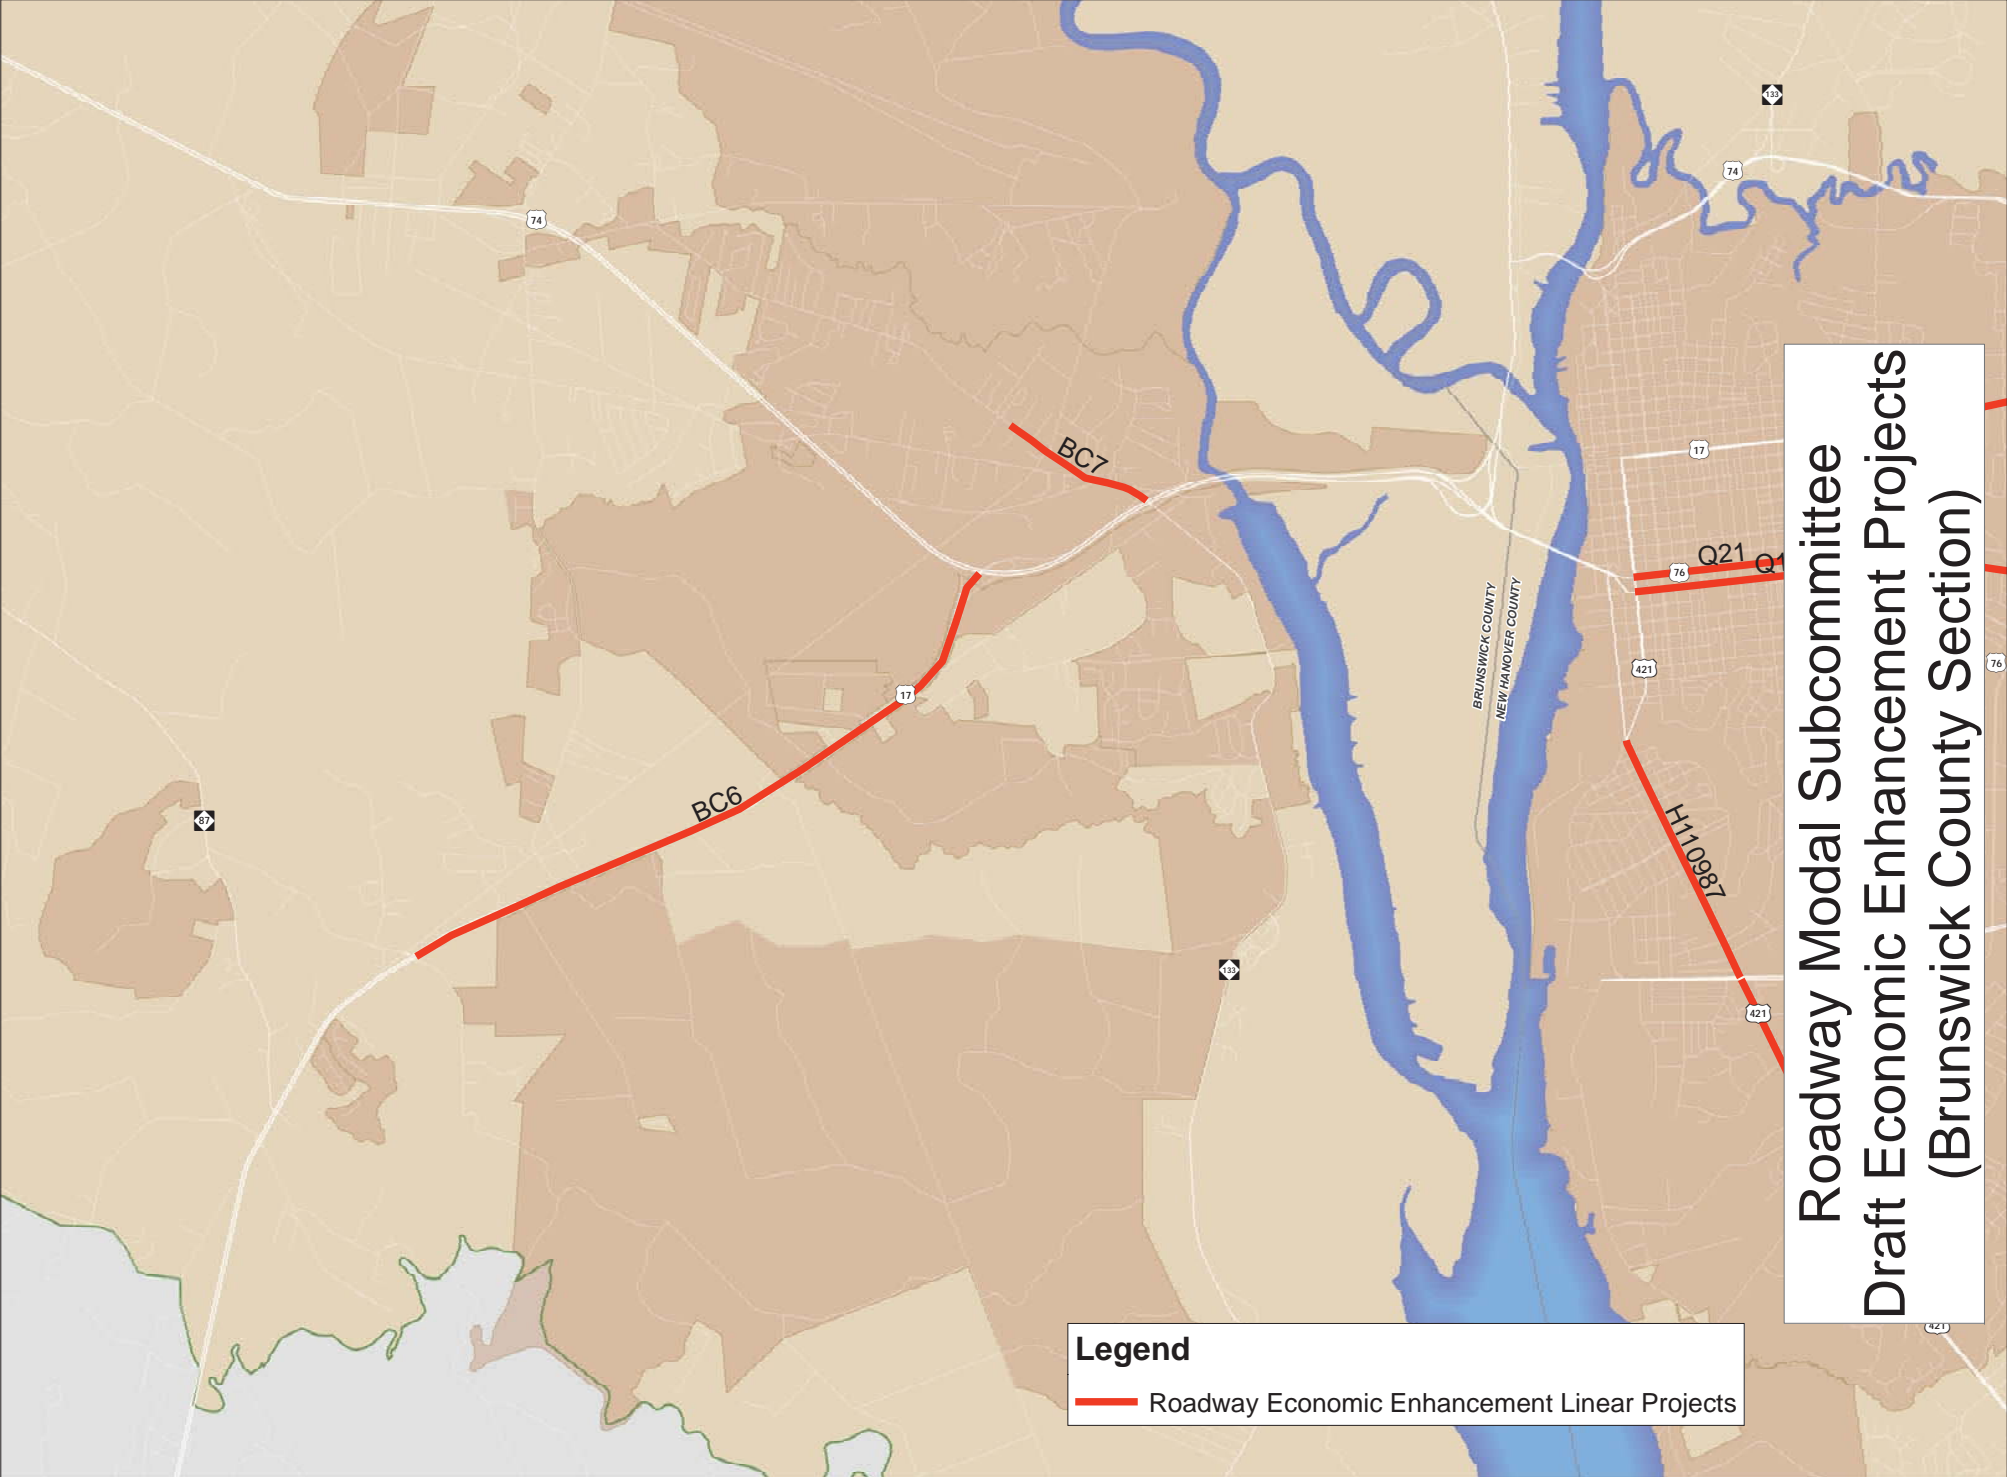 Roadway Modal Subcommittee
Draft Economic Enhancement Projects
(Brunswick County Section)
133
74
74
BC7
17
Q21
76
BRUNSWICK COUNTY
NEW HANOVER COUNTY
76
421
17
BC6
87
H110987
133
421
421
Legend
Roadway Economic Enhancement Linear Projects